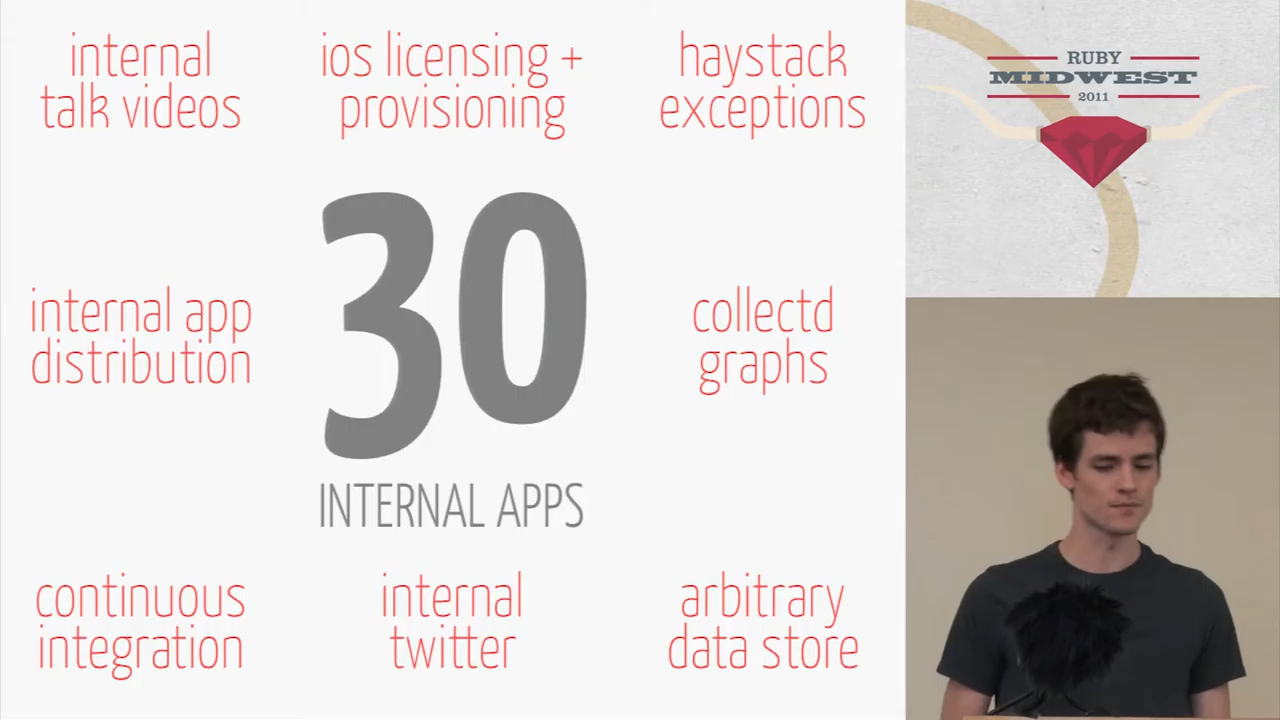 internal
talk videos
ios licensing +
provisioning
haystack
exceptions
internal app
distribution
30
INTERNAL APPS
collectd
graphs
continuous
integration
internal
twitter
arbitrary
data store
RUBY
MIDWEST
2011